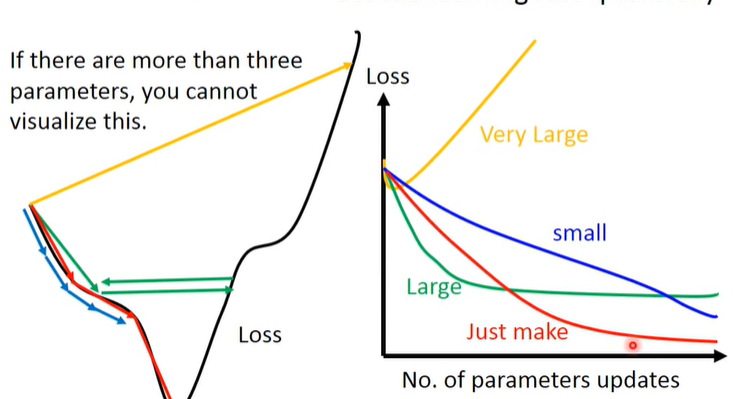 If there are more than three
parameters, you cannot
visualize this.
Loss
Very Large
small
Large
Just make
Loss
No. of parameters updates